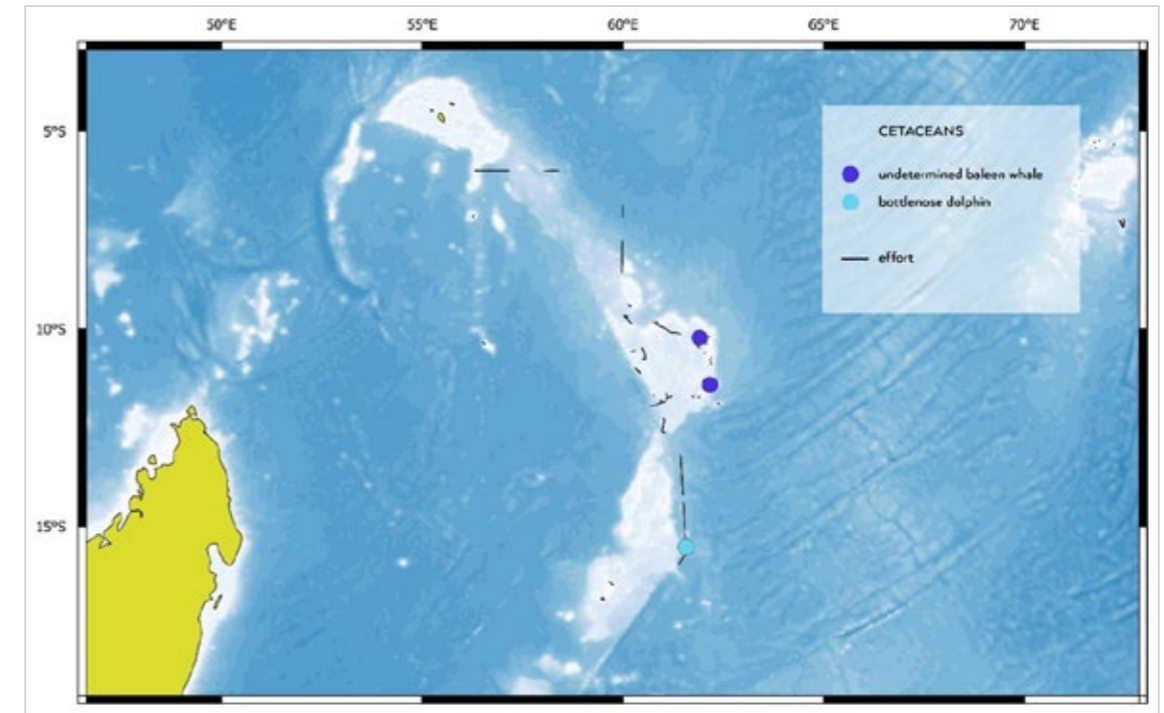 50°E 55°E 60°E 65°E 70°E
5°S
CETACEANS
undetermined baleen whale
bottlenose dolphin
effort
10°S
15°S